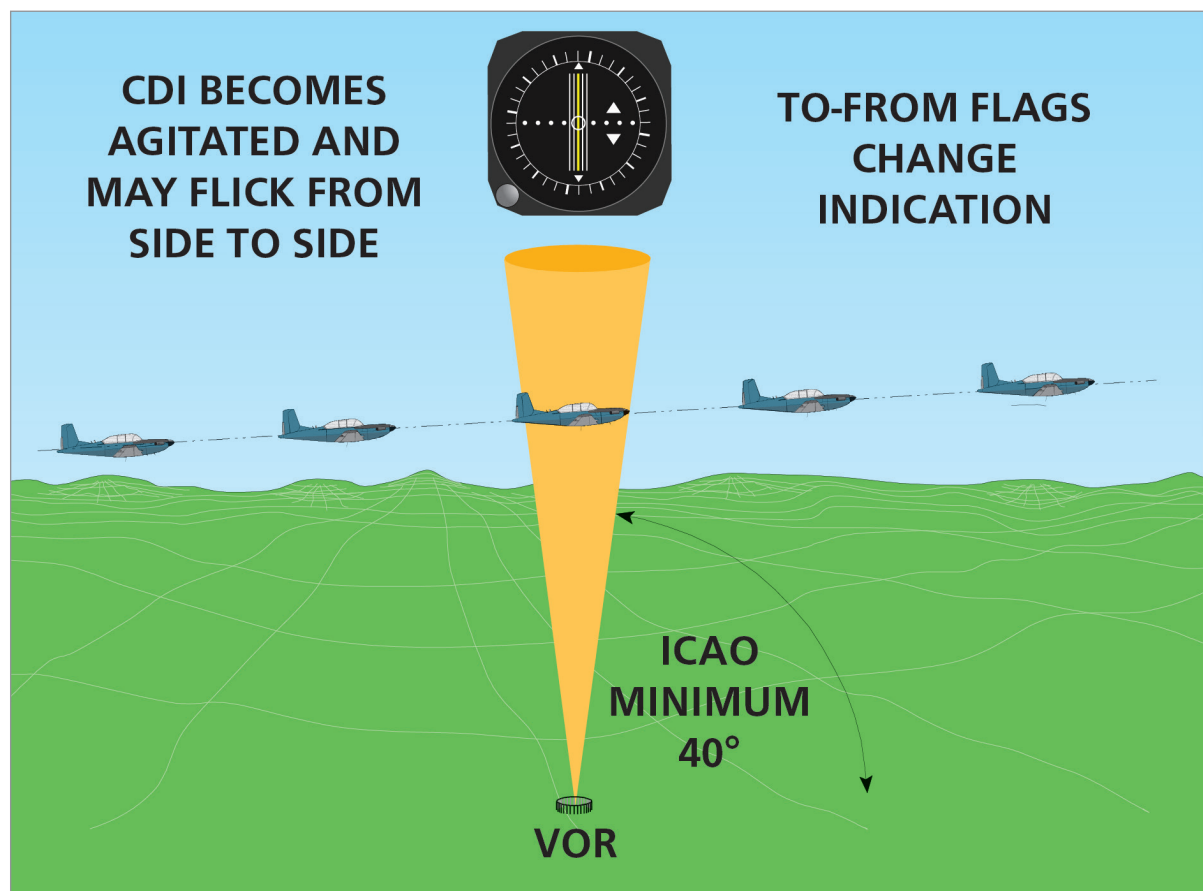 CDI BECOMES
AGITATED AND
MAY FLICK FROM
SIDE TO SIDE
TO-FROM FLAGS
CHANGE
INDICATION
ICAO
MINIMUM
40°
VOR